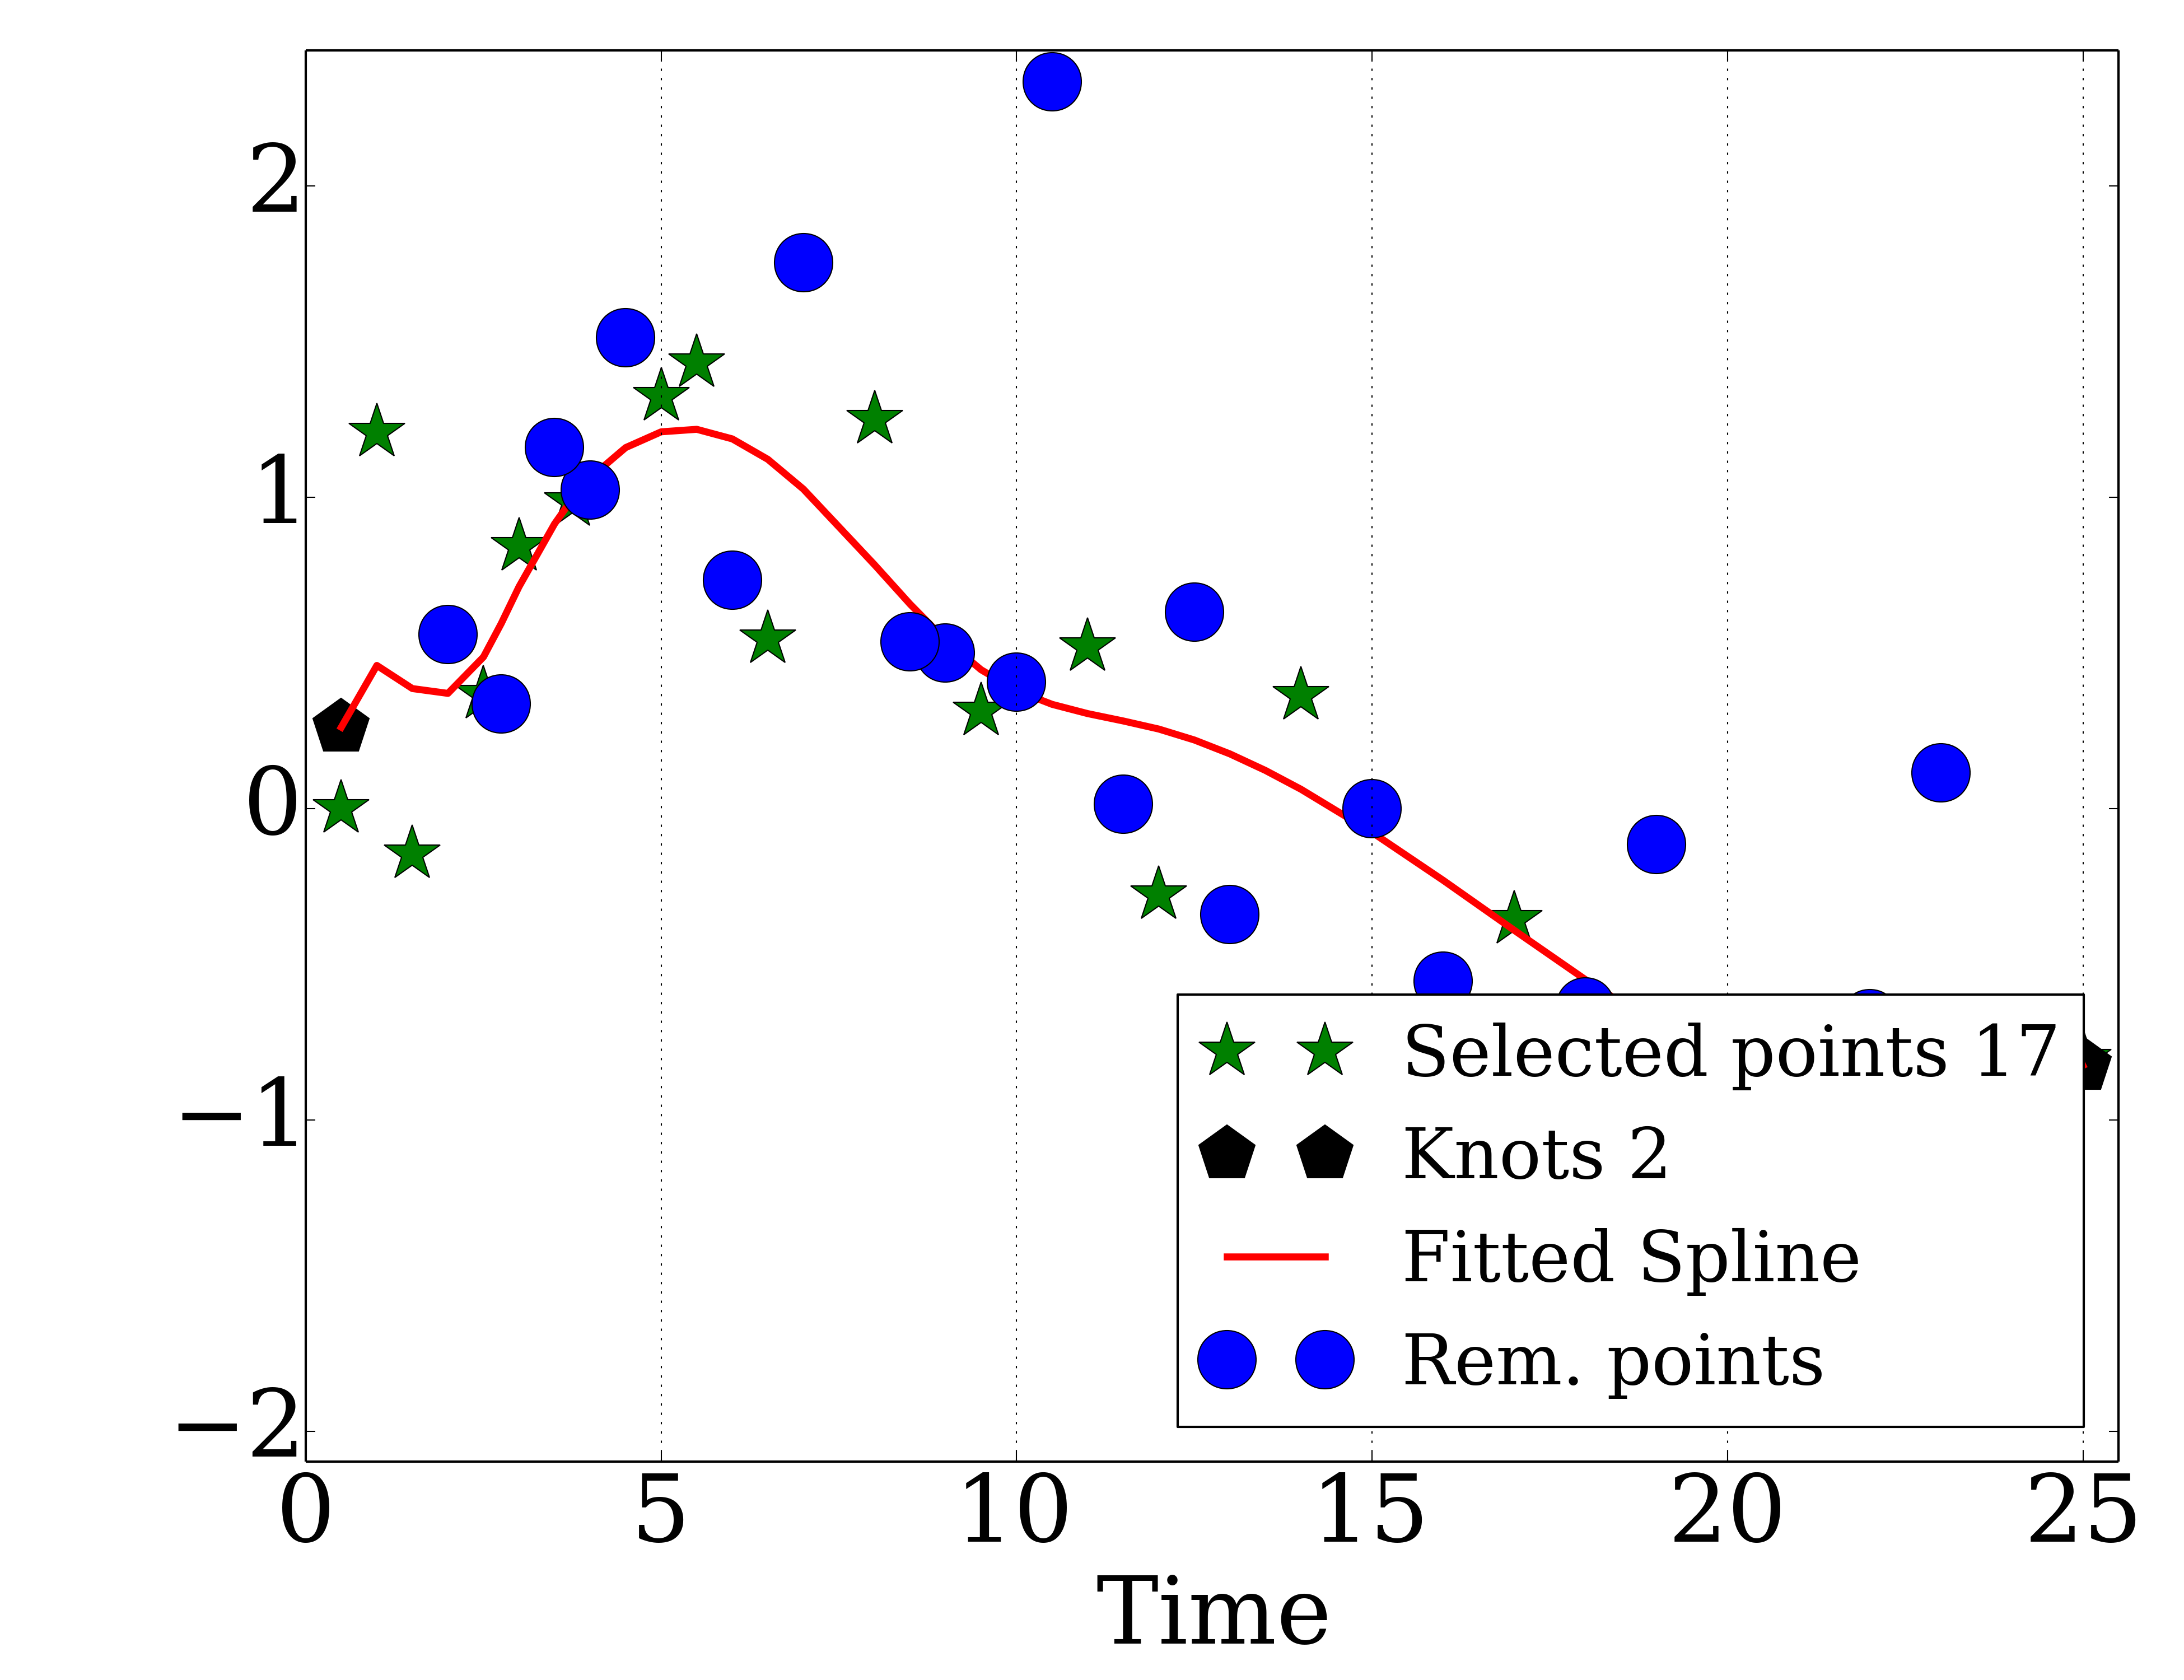 2
1
0
−1
−2
Selected points 17
Knots 2
Fitted Spline
Rem. points
0 5 10 15 20 25
Time